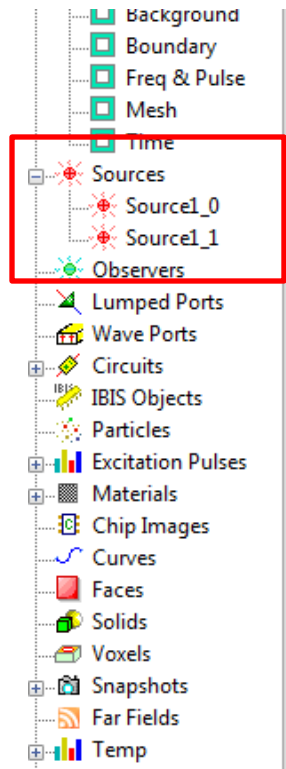 Background
Boundary
Freq & Pulse
Mesh
Time
Sources
Source1_0
Source1_1
Observers
Lumped Ports
Wave Ports
Circuits
IBIS Objects
Particles
Excitation Pulses
Materials
Chip Images
Curves
Faces
Solids
Voxels
Snapshots
Far Fields
Temp